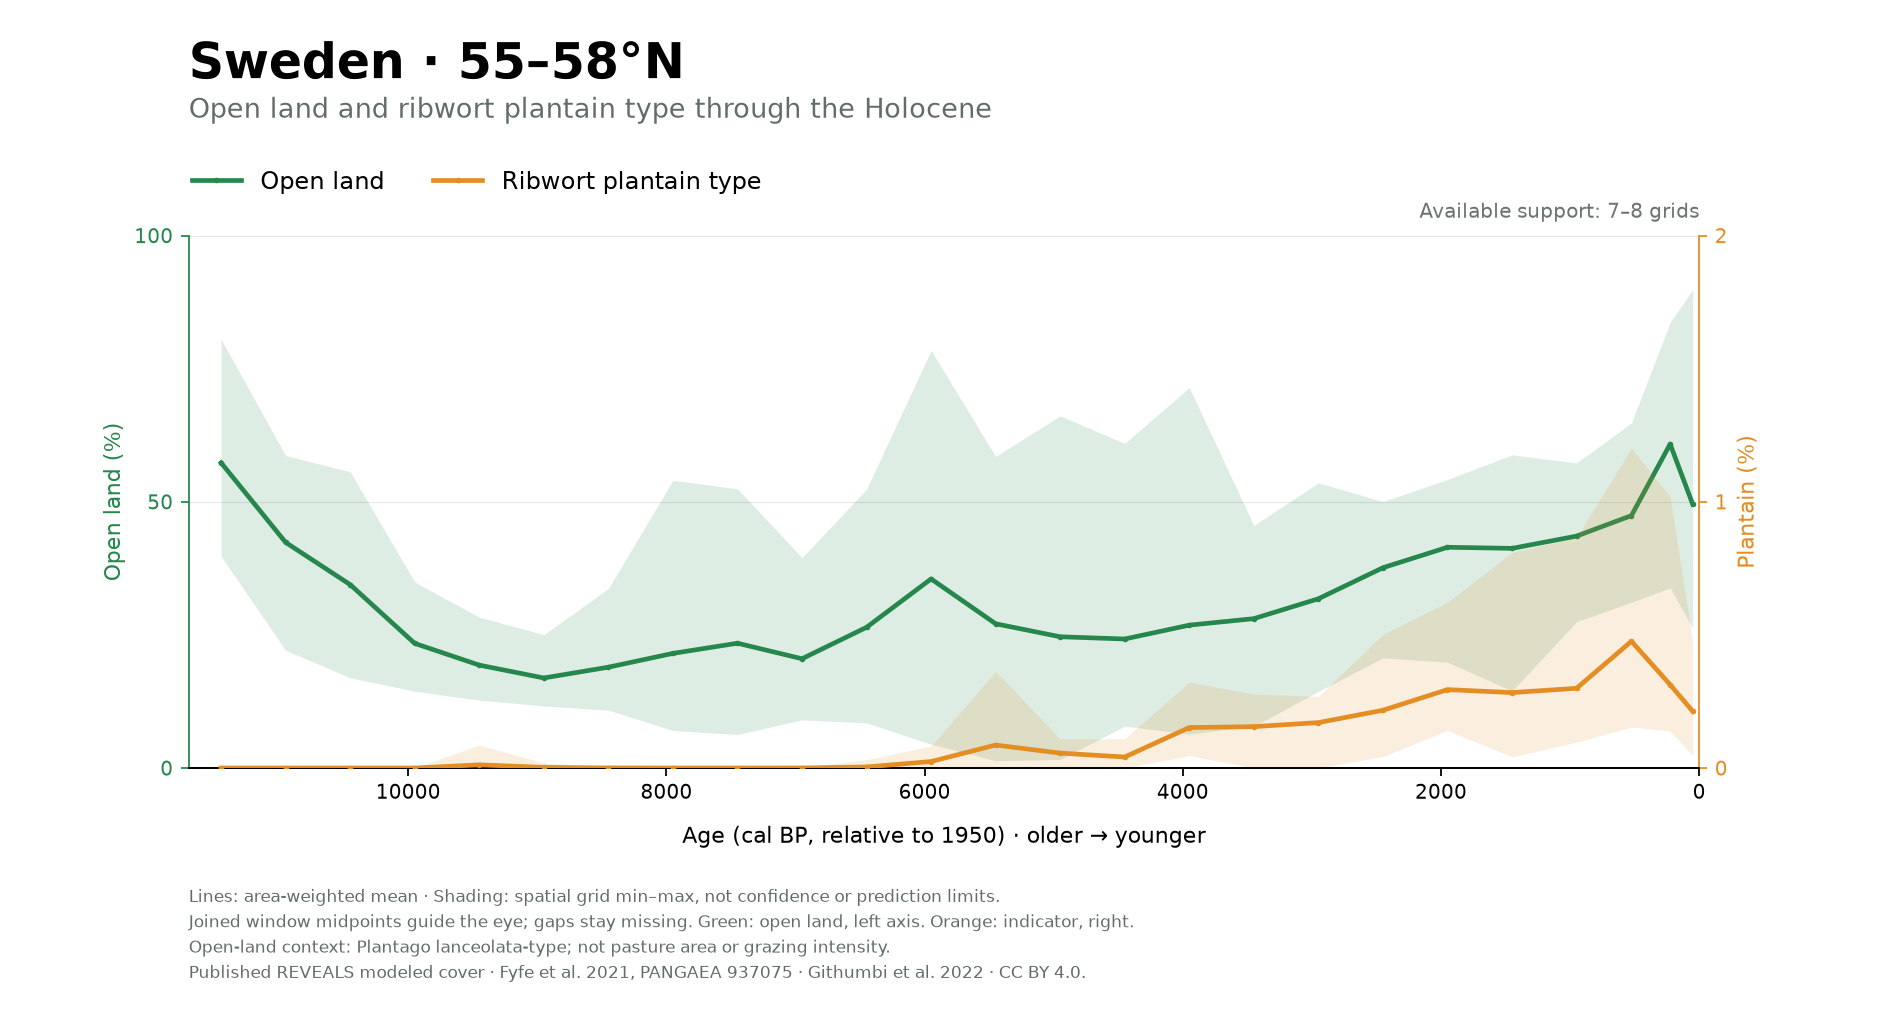 Sweden · 55–58°N
Open land and ribwort plantain type through the Holocene
Open land
Ribwort plantain type
Available support: 7–8 grids
100
50
0
Open land (%)
2
1
0
Plantain (%)
10000
8000
6000
4000
2000
0
Age (cal BP, relative to 1950) · older → younger
Lines: area-weighted mean · Shading: spatial grid min–max, not confidence or prediction limits.
Joined window midpoints guide the eye; gaps stay missing. Green: open land, left axis. Orange: indicator, right.
Open-land context: Plantago lanceolata-type; not pasture area or grazing intensity.
Published REVEALS modeled cover · Fyfe et al. 2021, PANGAEA 937075 · Githumbi et al. 2022 · CC BY 4.0.